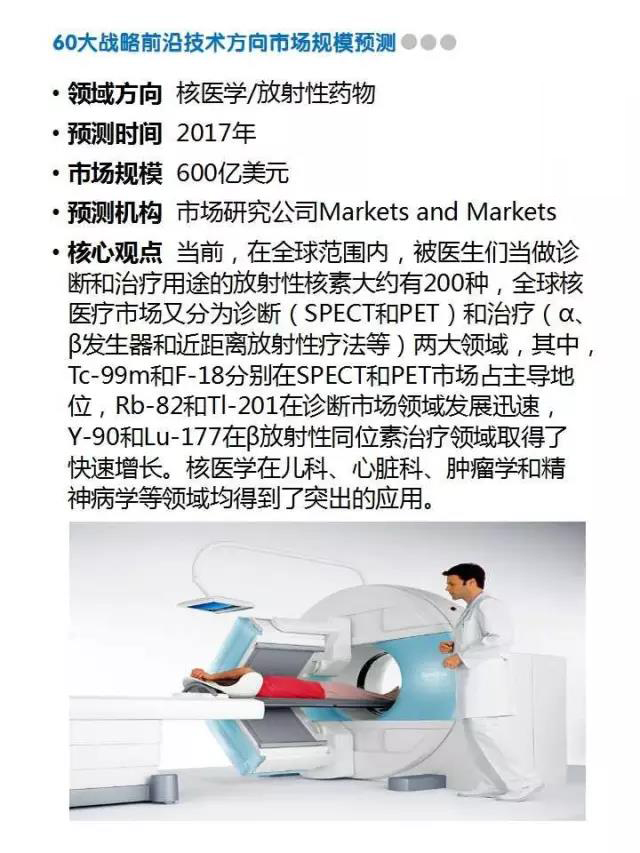 60大战略前沿技术方向市场规模预测
• 领域方向 核医学/放射性药物
• 预测时间 2017年
• 市场规模 600亿美元
• 预测机构 市场研究公司Markets and Markets
• 核心观点 当前，在全球范围内，被医生们当做诊
断和治疗用途的放射性核素大约有200种，全球核
医疗市场又分为诊断（SPECT和PET）和治疗（α、
β发生器和近距离放射性疗法等）两大领域，其中，
Tc-99m和F-18分别在SPECT和PET市场占主导地
位，Rb-82和Tl-201在诊断市场领域发展迅速，
Y-90和Lu-177在β放射性同位素治疗领域取得了
快速增长。核医学在儿科、心脏科、肿瘤学和精
神病学等领域均得到了突出的应用。